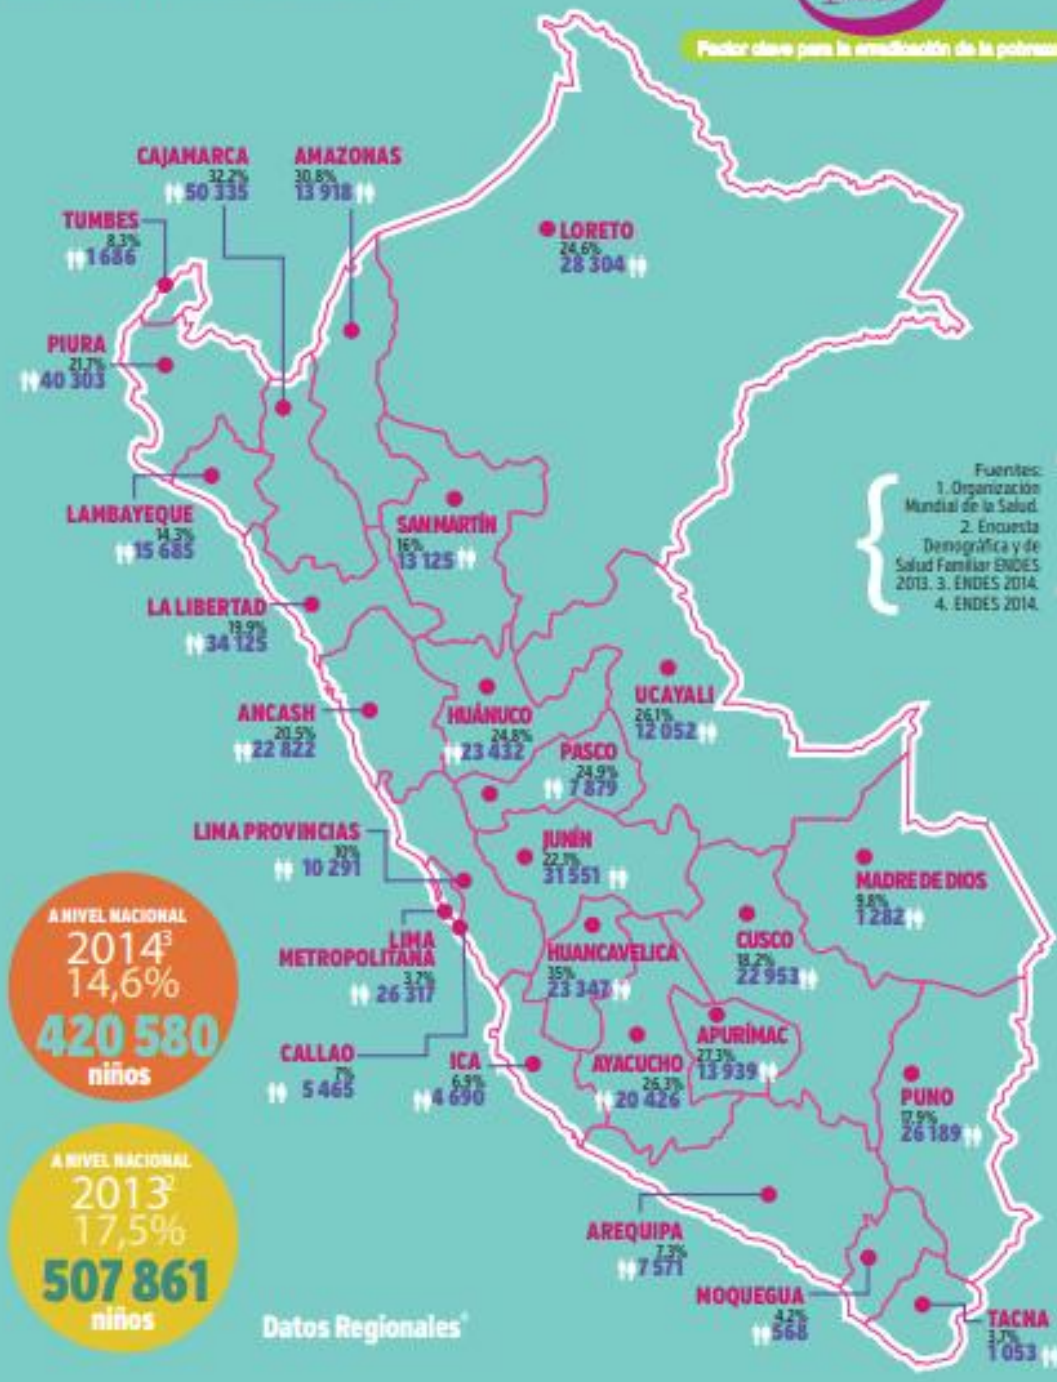 Factor clave para la erradicación de la pobreza
CAJAMARCA
32.2%
50 335
AMAZONAS
30.8%
13 918
TUMBES
8.3%
1 686
LORETO
24.6%
28 304
PIURA
21.7%
40 303
LAMBAYEQUE
14.3%
15 685
SAN MARTÍN
16%
13 125
Fuentes:
1. Organización
Mundial de la Salud.
2. Encuesta
Demográfica y de
Salud Familiar ENDES
2013. 3. ENDES 2014.
4. ENDES 2014.
LA LIBERTAD
19.9%
34 125
ANCASH
20.5%
22 822
HUÁNUCO
24.8%
23 432
UCAYALI
26.1%
12 052
PASCO
24.9%
7 879
LIMA PROVINCIAS
10%
10 291
JUNÍN
22.1%
31 551
MADRE DE DIOS
9.8%
1 282
LIMA
METROPOLITANA
3.7%
26 317
HUANCAVELICA
35%
23 347
CUSCO
18.2%
22 953
CALLAO
7%
5 465
ICA
6.9%
4 690
AYACUCHO
26.3%
20 426
APURÍMAC
27.3%
13 939
PUNO
17.9%
26 189
A NIVEL NACIONAL
2014³
14,6%
420 580
niños
A NIVEL NACIONAL
2013²
17,5%
507 861
niños
AREQUIPA
7.3%
7 571
MOQUEGUA
4.2%
568
TACNA
3.7%
1 053
Datos Regionales⁴